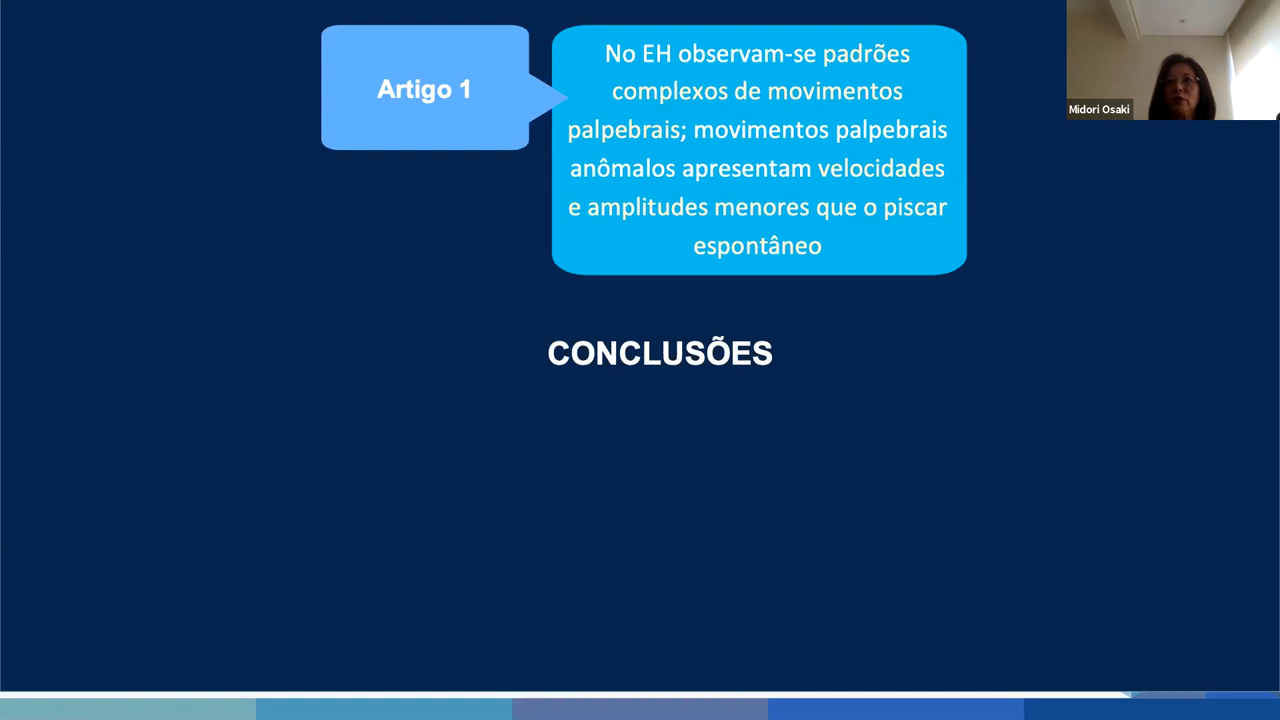 Artigo 1
No EH observam-se padrões
complexos de movimentos
palpebrais; movimentos palpebrais
anômalos apresentam velocidades
e amplitudes menores que o piscar
espontâneo
Midori Osaki
CONCLUSÕES